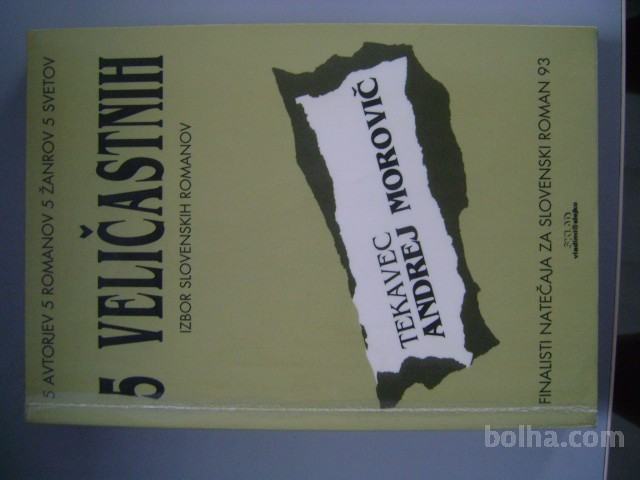 5 AVTORJEV 5 ROMANOV 5 ŽANROV 5 SVETOV
5 VELIČASTNIH
IZBOR SLOVENSKIH ROMANOV
TEKAVEC
ANDREJ MOROVIČ
vladimirslejko
FINALISTI NATEČAJA ZA SLOVENSKI ROMAN 93
bolha.com